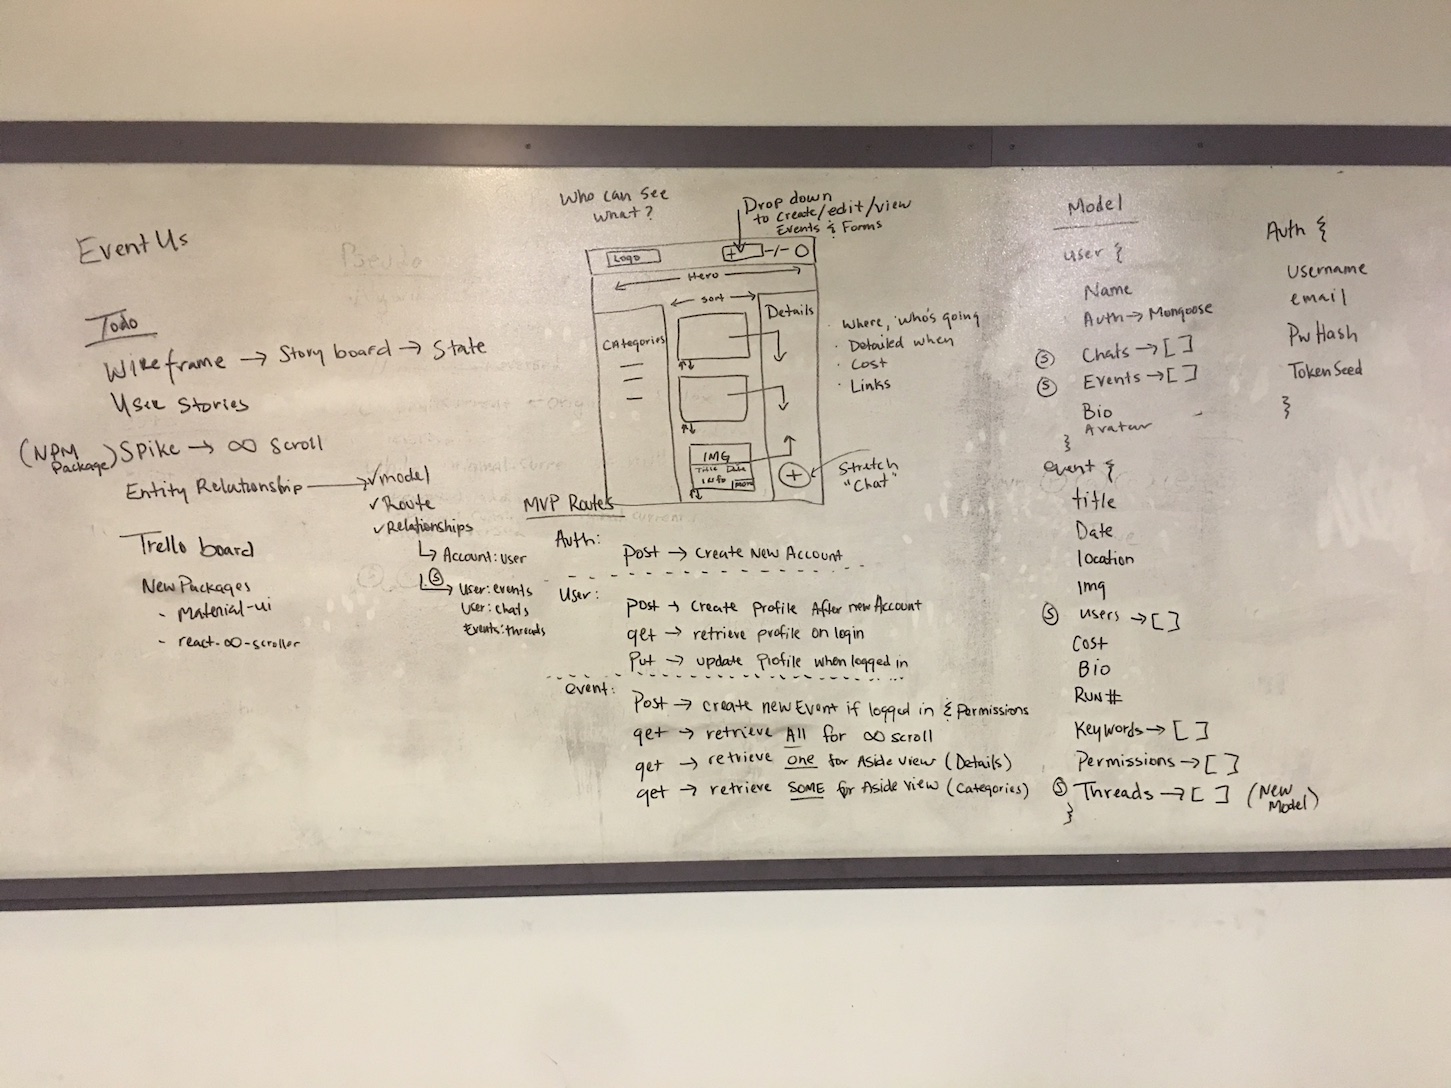 Event Us
Todo
Wireframe → Story board → State
User Stories
(NPM Package) Spike → ∞ Scroll
Entity Relationship → ✓model
✓Route
✓Relationships
↳ Account:user
Ⓢ ↳ User:events
User:chats
Events:threads
Trello board
New Packages
- Material-ui
- react-∞-scroller
Who can see
what?
Drop down
to create/edit/view
Events & Forms
Logo
+
-/- O
← Hero →
← sort →
Categories
Details
IMG
Title Date
Info
more
+
· Where, Who's going
· Detailed when
· Cost
· Links
Stretch
"Chat"
MVP Routes
Auth:
Post → Create New Account
User:
Post → Create Profile After new Account
get → retrieve profile on login
Put → update Profile when logged in
event:
Post → create new Event if logged in & Permissions
get → retrieve All for ∞ scroll
get → retrieve one for Aside view (Details)
get → retrieve SOME for Aside view (Categories)
Model
user {
Name
Auth → Mongoose
Ⓢ Chats → [ ]
Ⓢ Events → [ ]
Bio
Avatar
}
event {
title
Date
location
Img
Ⓢ users → [ ]
Cost
Bio
Run#
Keywords → [ ]
Permissions → [ ]
Ⓢ Threads → [ ] (New Model)
}
Auth {
Username
email
PwHash
TokenSeed
}